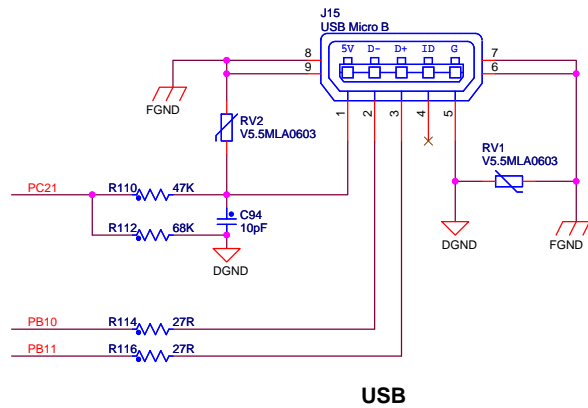 J15
USB Micro B
5V D- D+ ID G
8
9
7
6
1
2
3
4
5
FGND
RV2
V5.5MLA0603
RV1
V5.5MLA0603
PC21
R110
47K
C94
10pF
R112
68K
DGND
DGND
FGND
PB10
R114
27R
PB11
R116
27R
USB